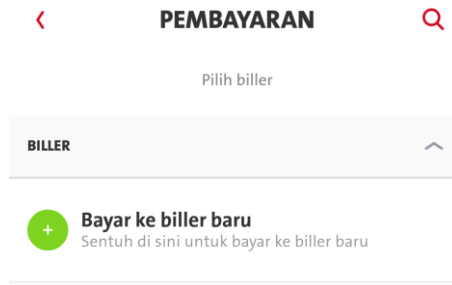 PEMBAYARAN
Pilih biller
BILLER
Bayar ke biller baru
Sentuh di sini untuk bayar ke biller baru